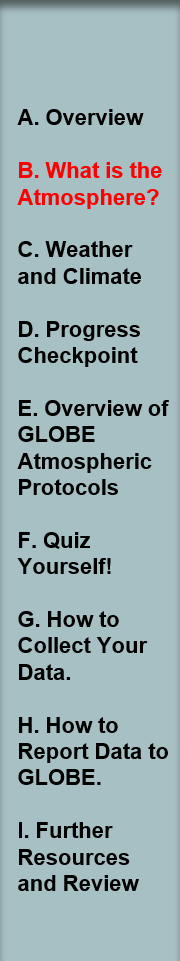 A. Overview
B. What is the
Atmosphere?
C. Weather
and Climate
D. Progress
Checkpoint
E. Overview of
GLOBE
Atmospheric
Protocols
F. Quiz
Yourself!
G. How to
Collect Your
Data.
H. How to
Report Data to
GLOBE.
I. Further
Resources
and Review